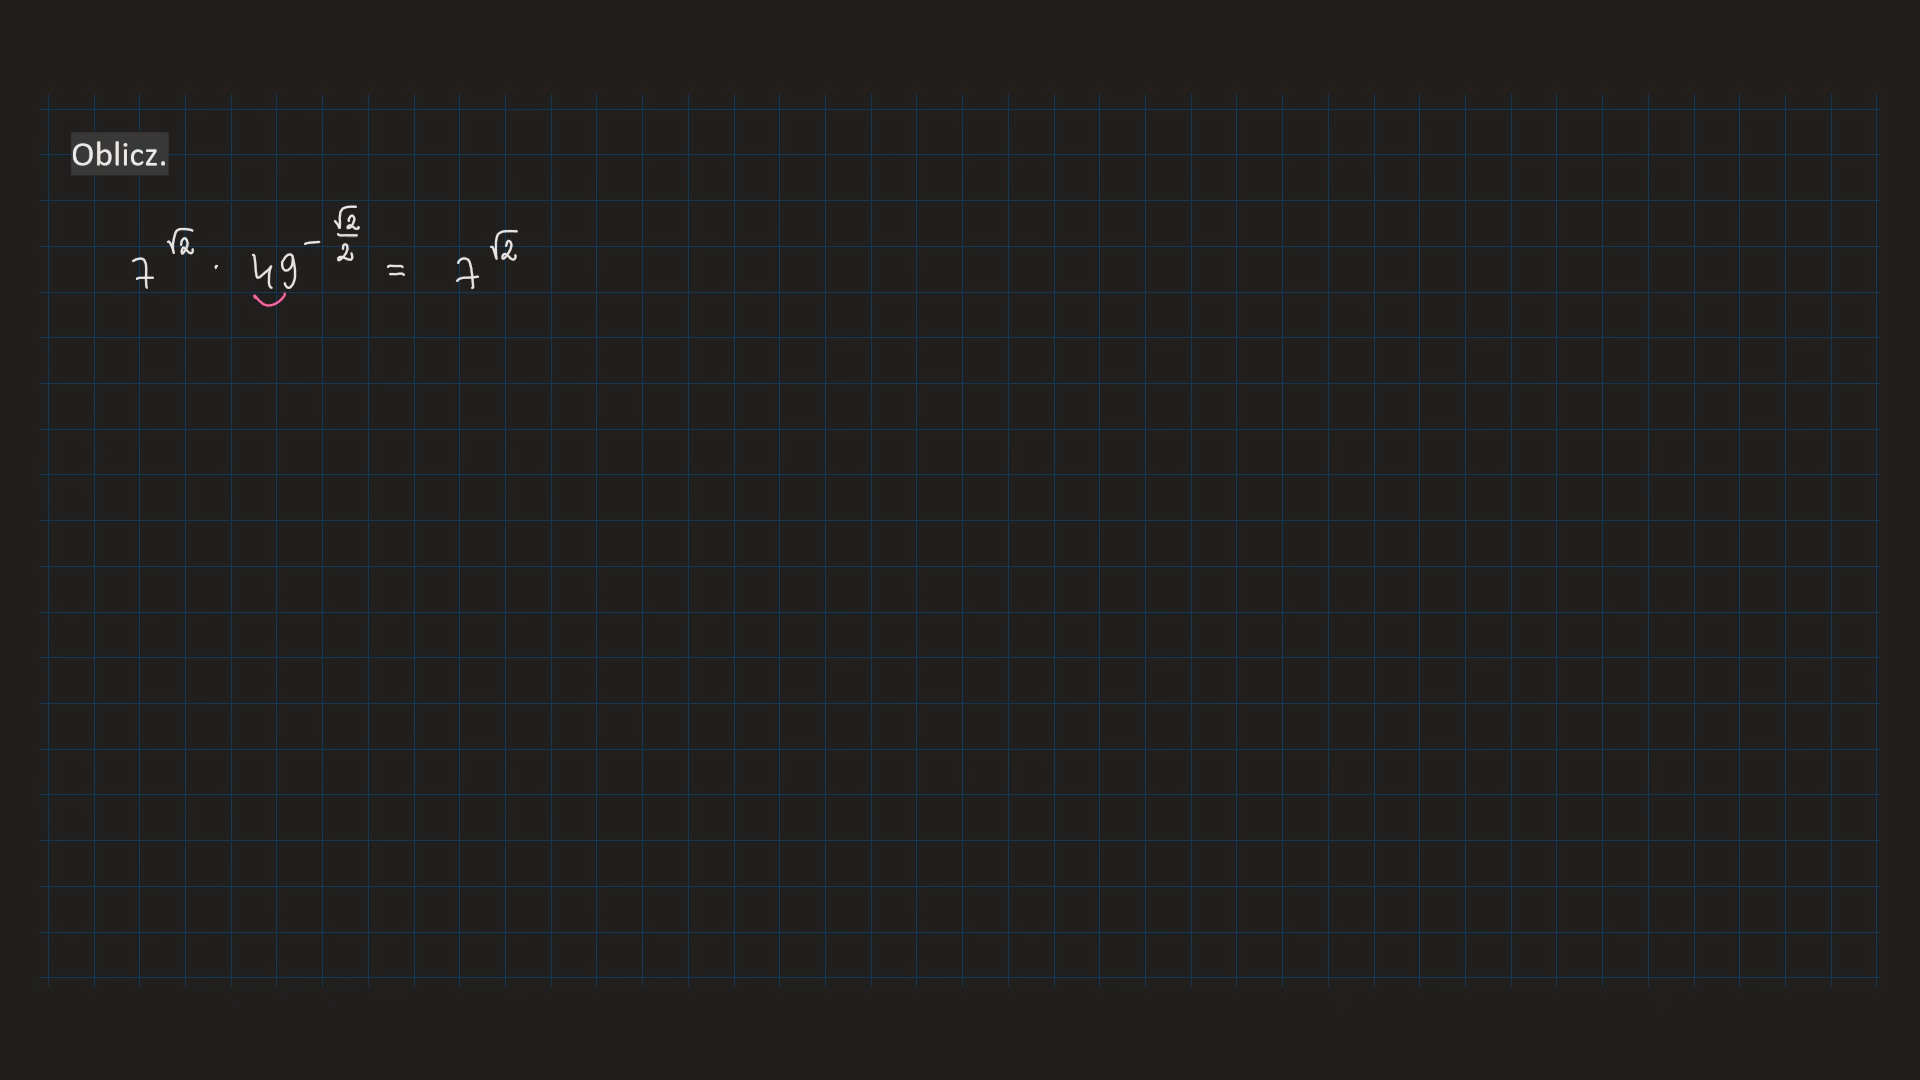 Oblicz.
7^√2 · 49^(-√2/2) = 7^√2